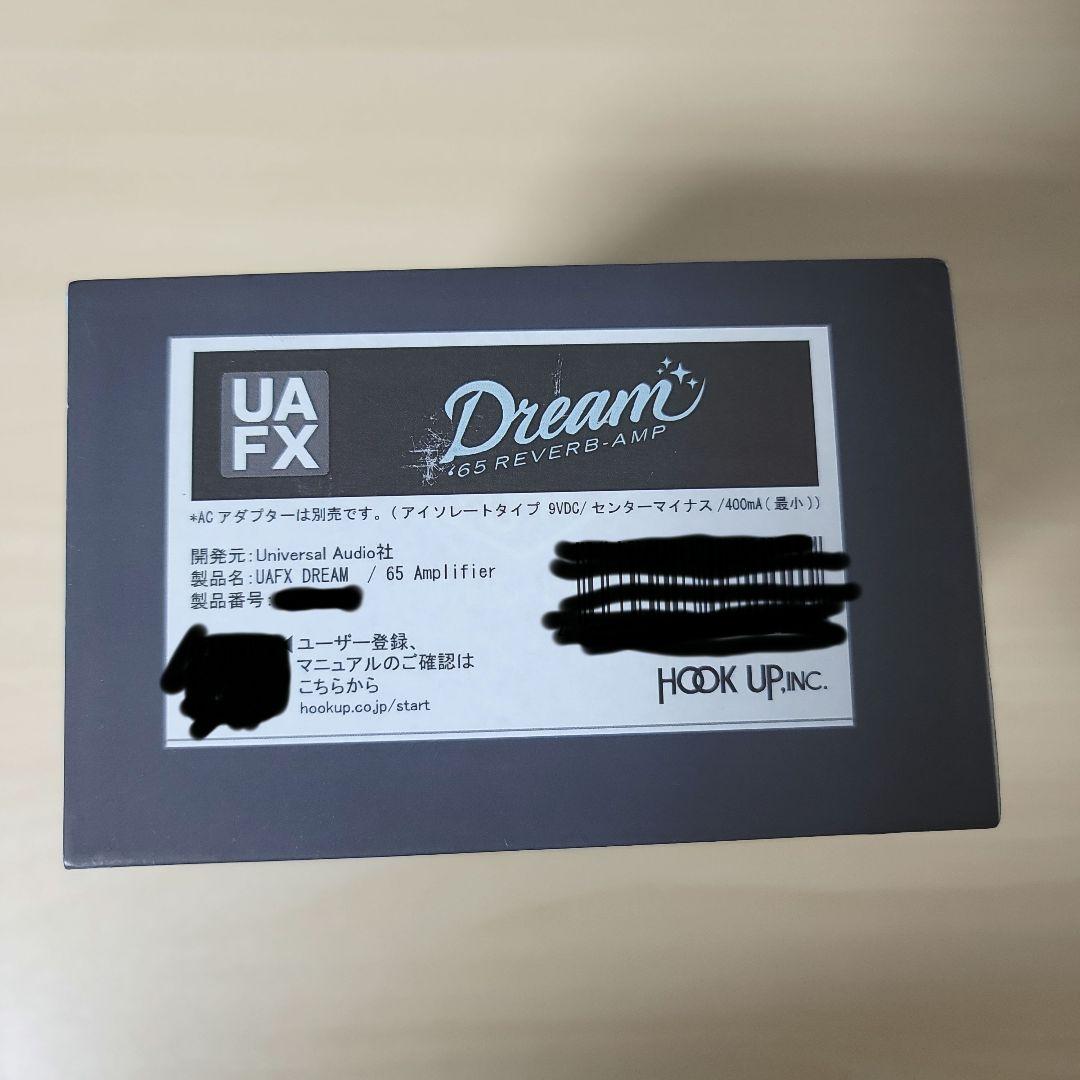 UA
FX
Dream
'65 REVERB-AMP
*AC アダプターは別売です。(アイソレートタイプ 9VDC/センターマイナス/400mA(最小))
開発元:Universal Audio社
製品名:UAFX DREAM / 65 Amplifier
製品番号:
ユーザー登録、
マニュアルのご確認は
こちらから
hookup.co.jp/start
HOOK UP,INC.